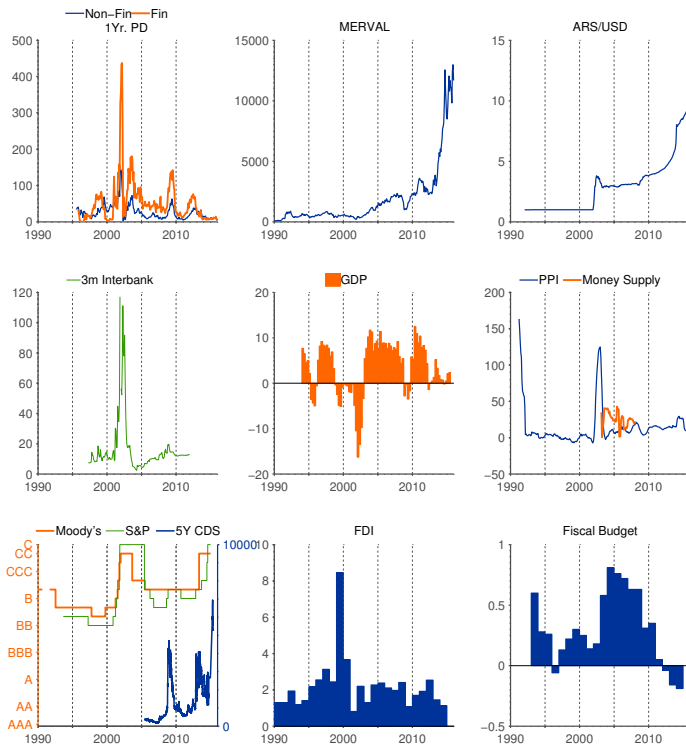 Non-Fin Fin
1Yr. PD
500
400
300
200
100
0
1990 2000 2010
MERVAL
15000
10000
5000
0
1990 2000 2010
ARS/USD
15
10
5
0
1990 2000 2010
3m Interbank
120
100
80
60
40
20
0
1990 2000 2010
GDP
20
10
0
-10
-20
1990 2000 2010
PPI Money Supply
200
150
100
50
0
-50
1990 2000 2010
Moody's S&P 5Y CDS
C
CC
CCC
B
BB
BBB
A
AA
AAA
10000
0
1990 2000 2010
FDI
10
8
6
4
2
0
1990 2000 2010
Fiscal Budget
1
0.5
0
-0.5
1990 2000 2010